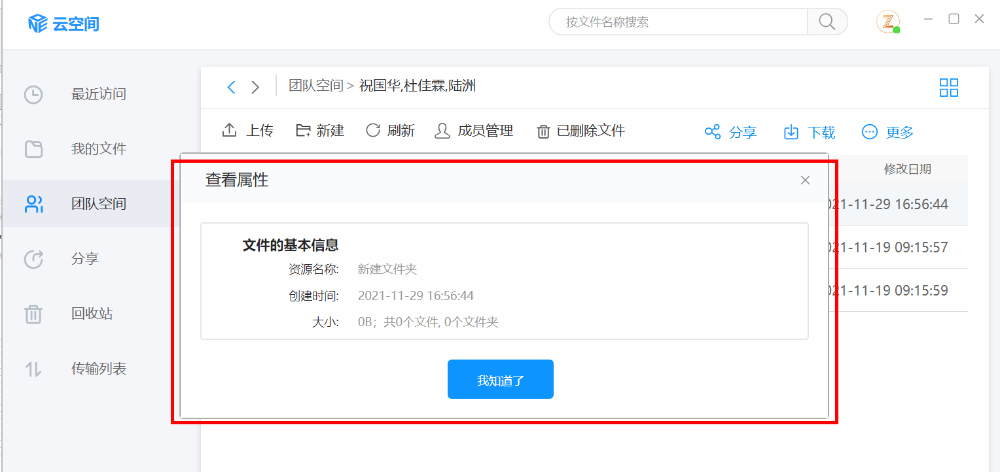 云空间
按文件名称搜索
最近访问
我的文件
团队空间
分享
回收站
传输列表
团队空间 > 祝国华,杜佳霖,陆洲
上传 新建 刷新 成员管理 已删除文件 分享 下载 更多
修改日期
21-11-29 16:56:44
21-11-19 09:15:57
21-11-19 09:15:59
查看属性
文件的基本信息
资源名称: 新建文件夹
创建时间: 2021-11-29 16:56:44
大小: 0B; 共0个文件, 0个文件夹
我知道了